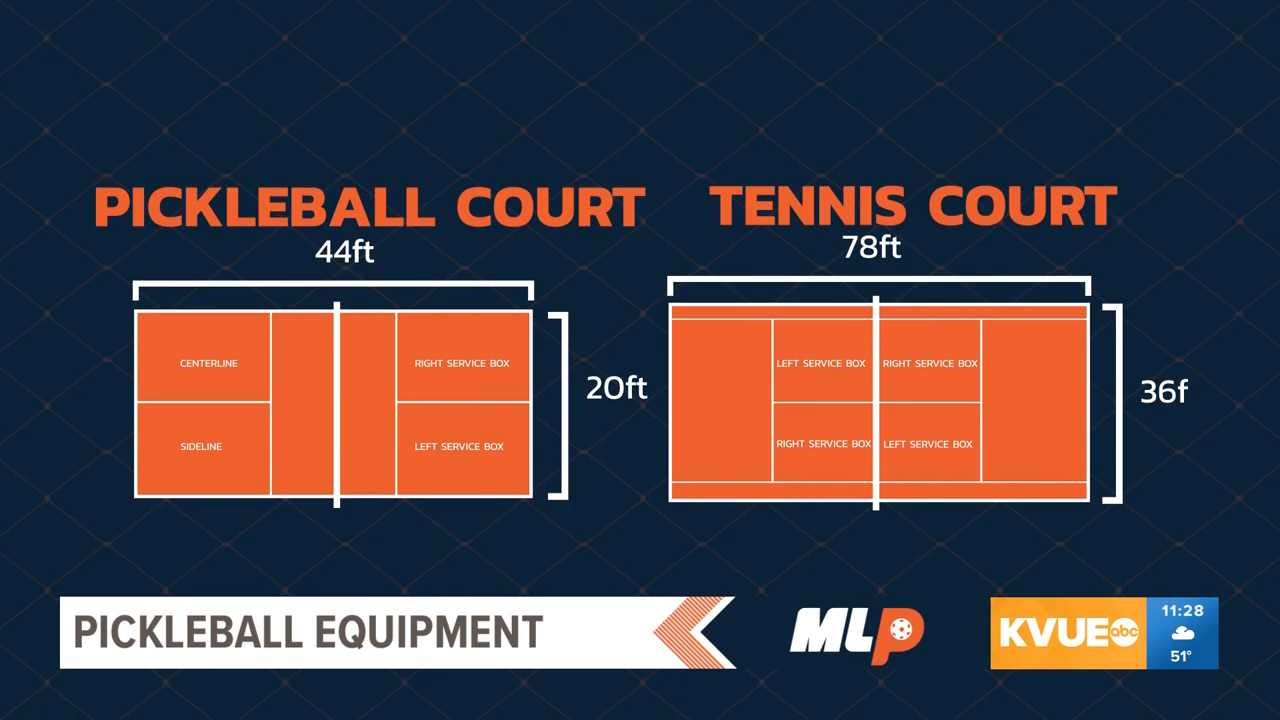 PICKLEBALL COURT
44ft
CENTERLINE
RIGHT SERVICE BOX
SIDELINE
LEFT SERVICE BOX
20ft
TENNIS COURT
78ft
LEFT SERVICE BOX
RIGHT SERVICE BOX
RIGHT SERVICE BOX
LEFT SERVICE BOX
36f
PICKLEBALL EQUIPMENT
MLP
KVUE abc
11:28
51°